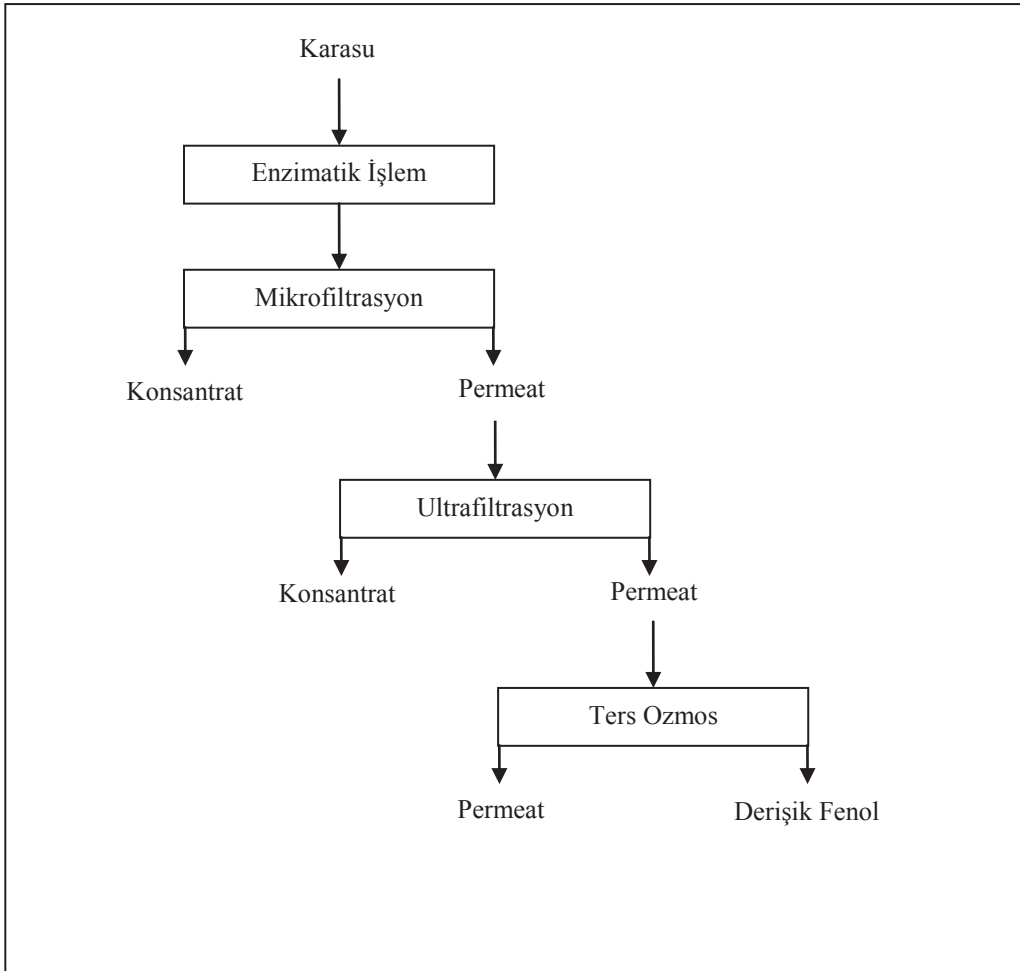 Karasu
Enzimatik İşlem
Mikrofiltrasyon
Konsantrat
Permeat
Ultrafiltrasyon
Konsantrat
Permeat
Ters Ozmos
Permeat
Derişik Fenol